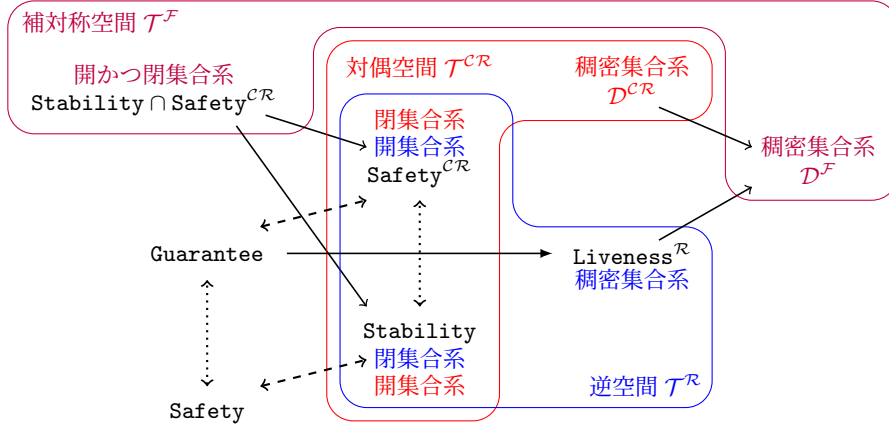 補対称空間 𝒯^ℱ
開かつ閉集合系
Stability ∩ Safety^𝒞ℛ
対偶空間 𝒯^𝒞ℛ
稠密集合系
𝒟^𝒞ℛ
閉集合系
開集合系
Safety^𝒞ℛ
稠密集合系
𝒟^ℱ
Guarantee
Liveness^ℛ
稠密集合系
Stability
閉集合系
開集合系
逆空間 𝒯^ℛ
Safety